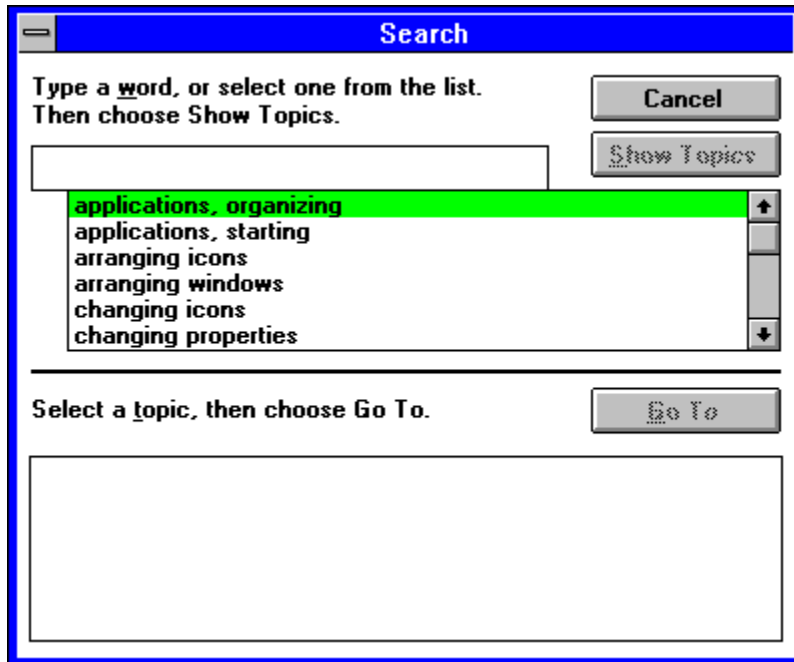 Search
Type a word, or select one from the list.
Then choose Show Topics.
Cancel
Show Topics
applications, organizing
applications, starting
arranging icons
arranging windows
changing icons
changing properties
Select a topic, then choose Go To.
Go To